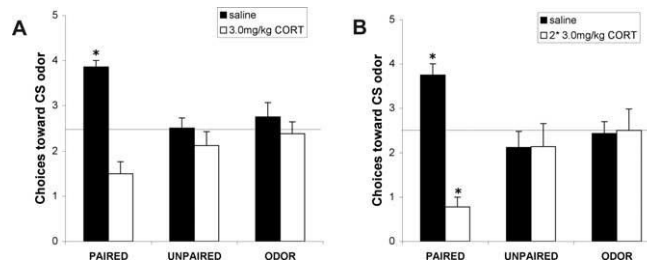 A
saline
3.0mg/kg CORT
Choices toward CS odor
5
4
3
2
1
0
*
PAIRED
UNPAIRED
ODOR
B
saline
2* 3.0mg/kg CORT
Choices toward CS odor
5
4
3
2
1
0
*
*
PAIRED
UNPAIRED
ODOR